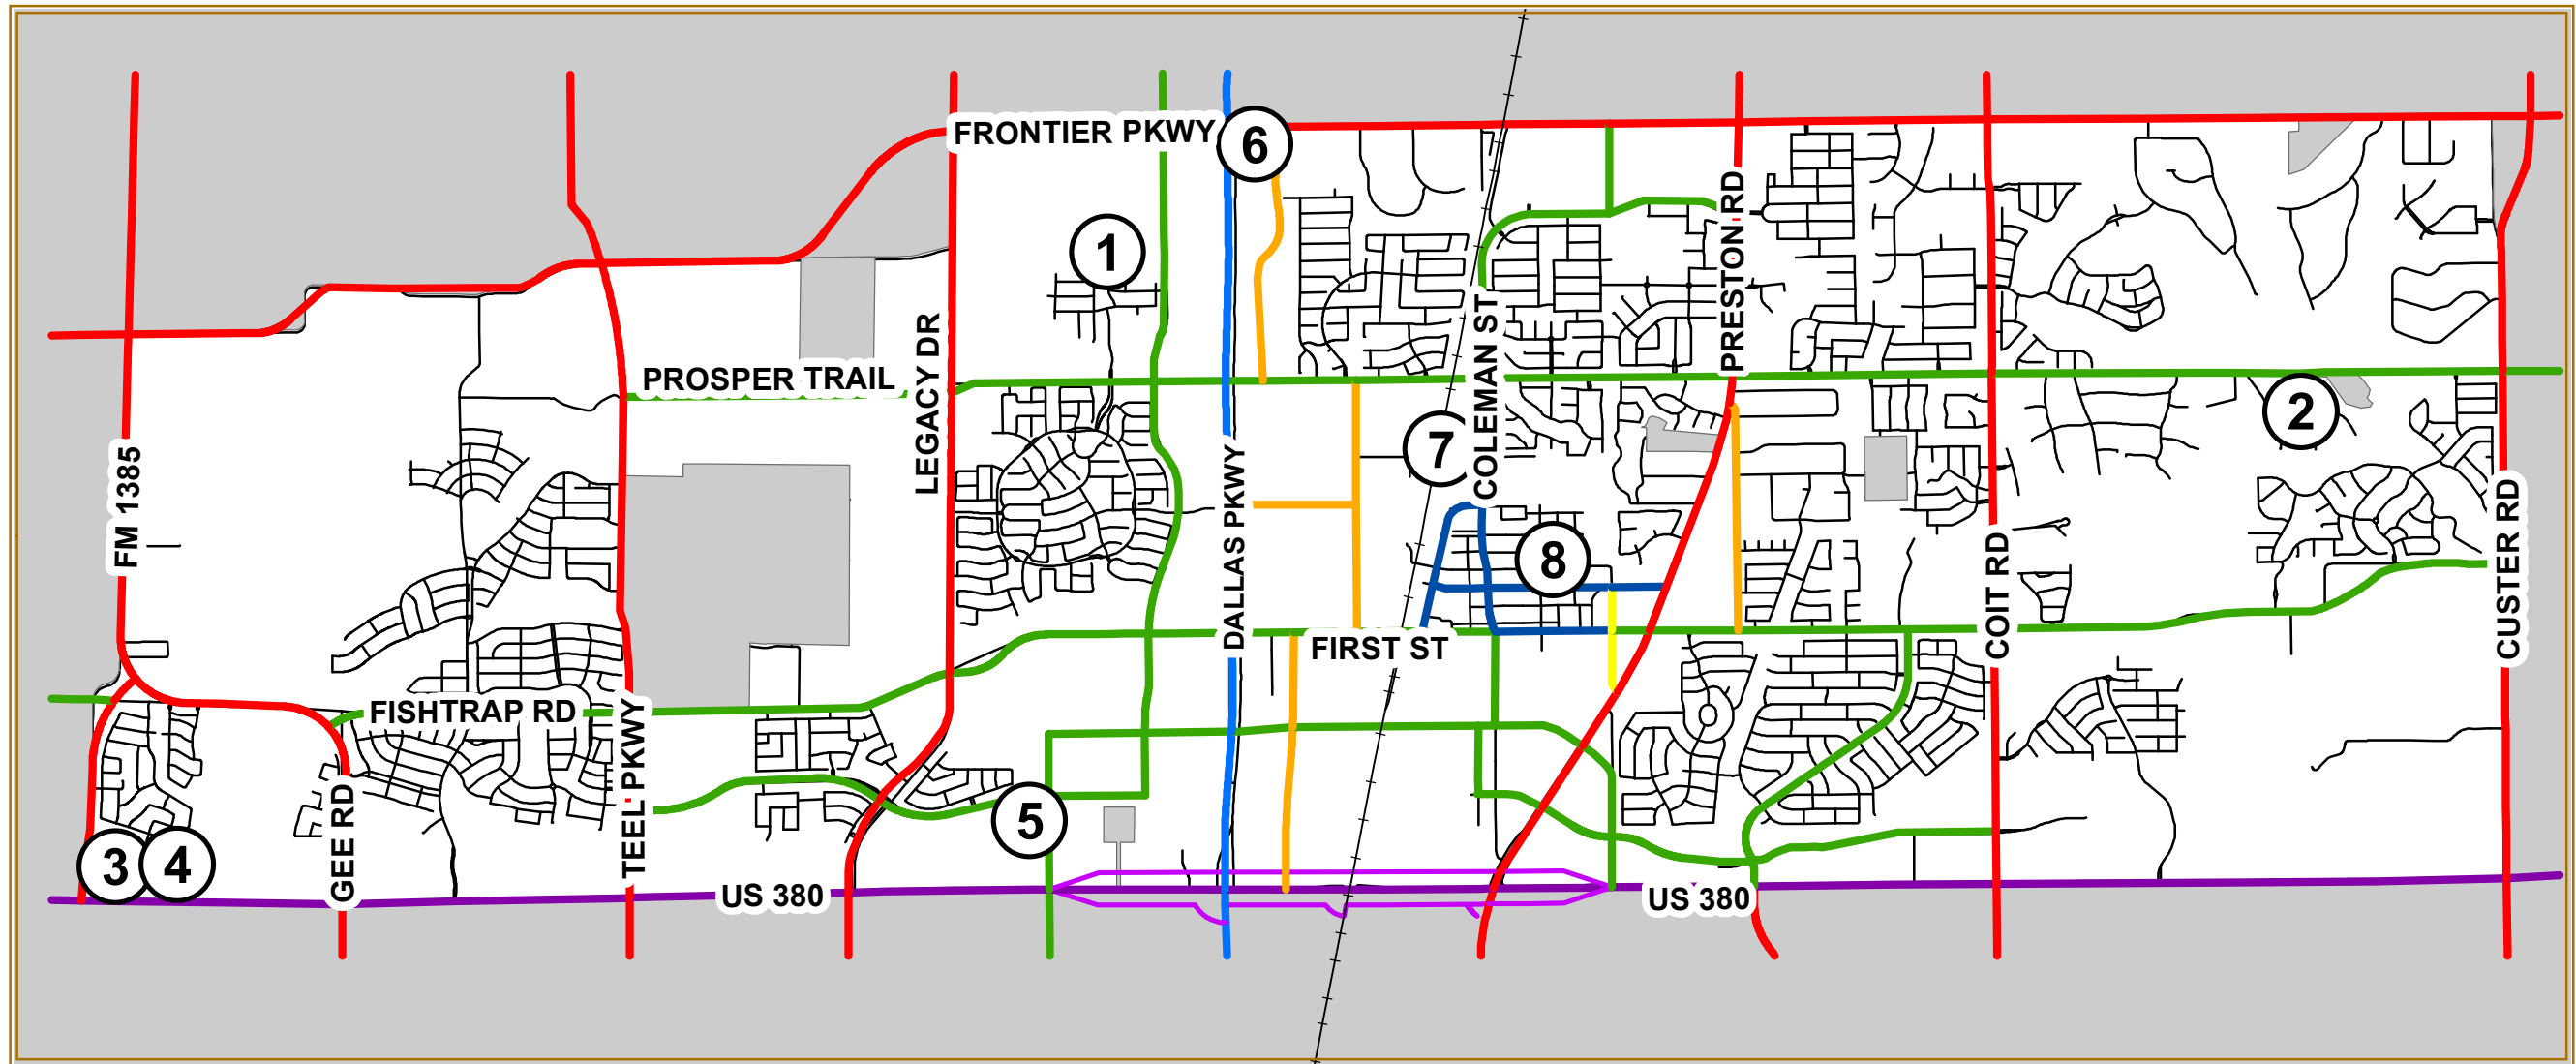 FRONTIER PKWY
6
1
PRESTON RD
COLEMAN ST
LEGACY DR
PROSPER TRAIL
2
7
FM 1385
DALLAS PKWY
CUSTER RD
8
COIT RD
FIRST ST
FISHTRAP RD
TEEL PKWY
GEE RD
5
3
4
US 380
US 380